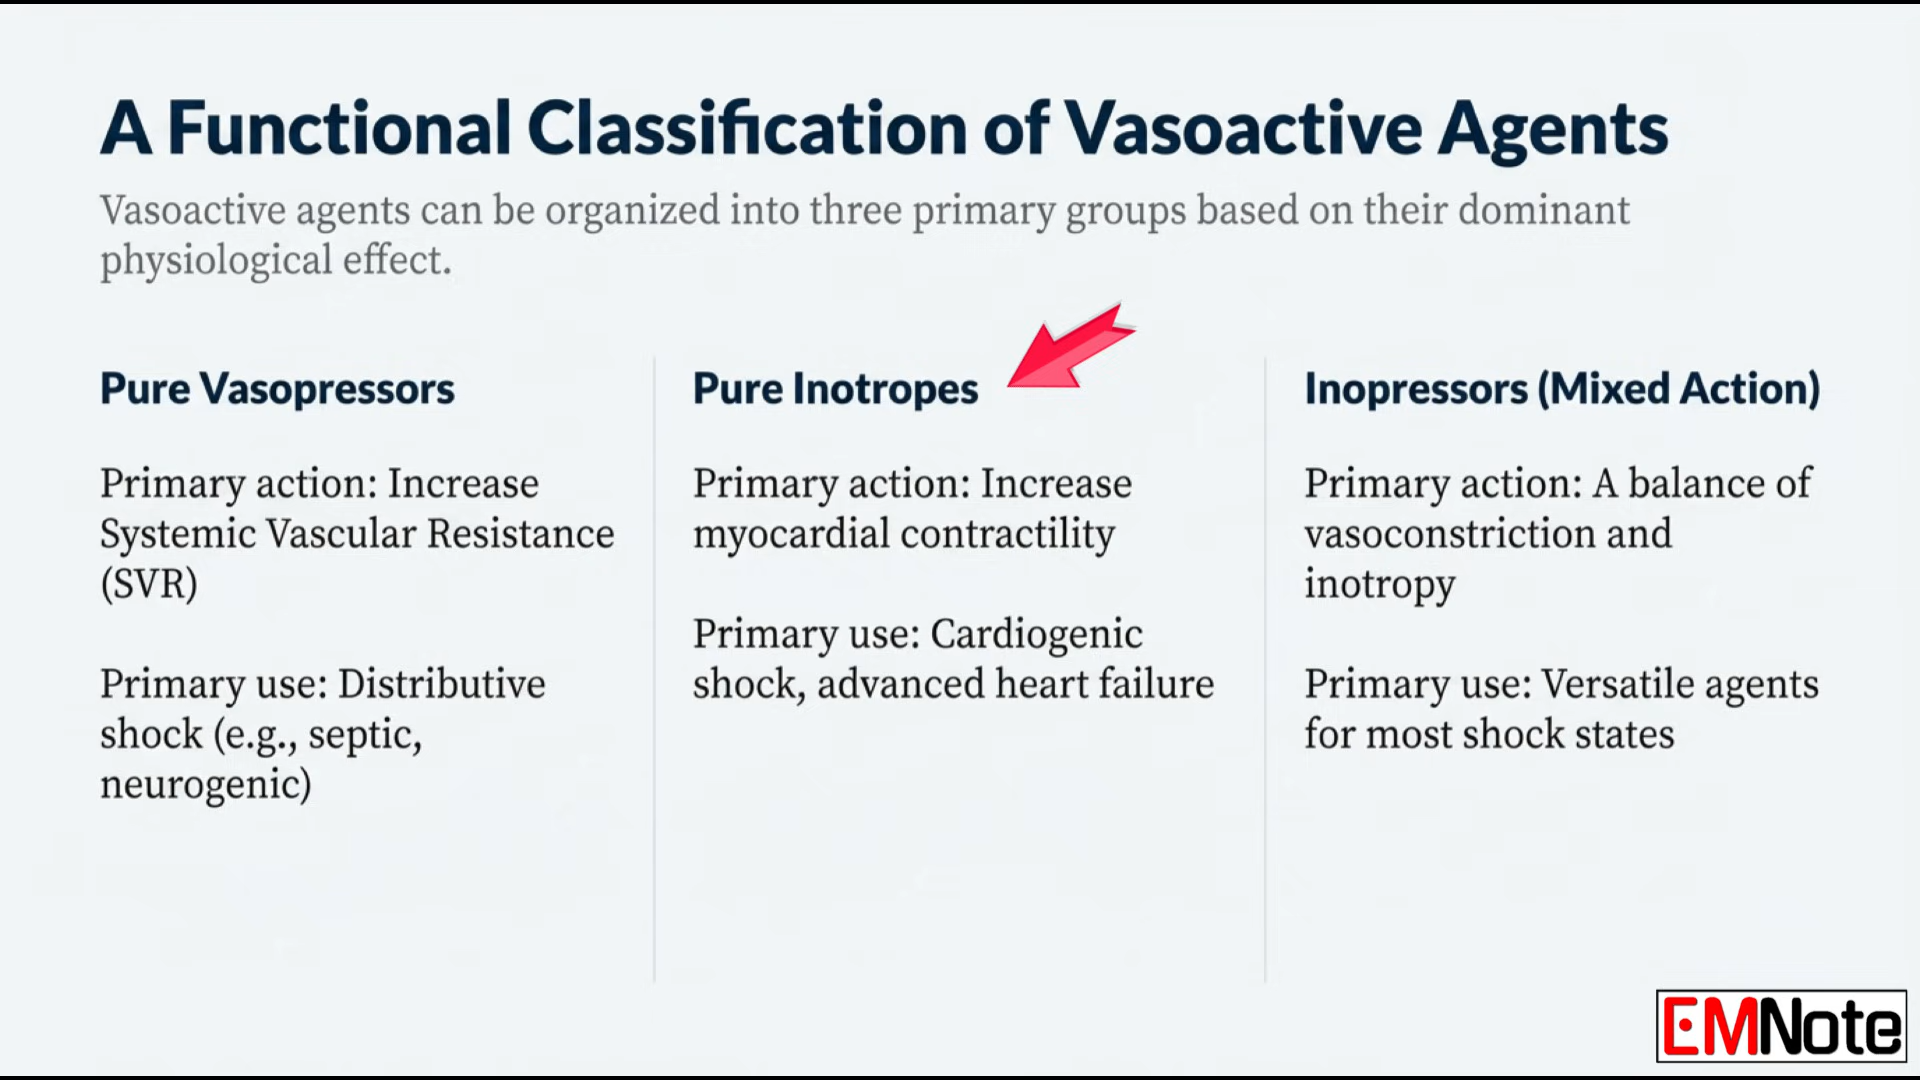 A Functional Classification of Vasoactive Agents
Vasoactive agents can be organized into three primary groups based on their dominant
physiological effect.
Pure Vasopressors
Primary action: Increase
Systemic Vascular Resistance
(SVR)
Primary use: Distributive
shock (e.g., septic,
neurogenic)
Pure Inotropes
Primary action: Increase
myocardial contractility
Primary use: Cardiogenic
shock, advanced heart failure
Inopressors (Mixed Action)
Primary action: A balance of
vasoconstriction and
inotropy
Primary use: Versatile agents
for most shock states
EMNote